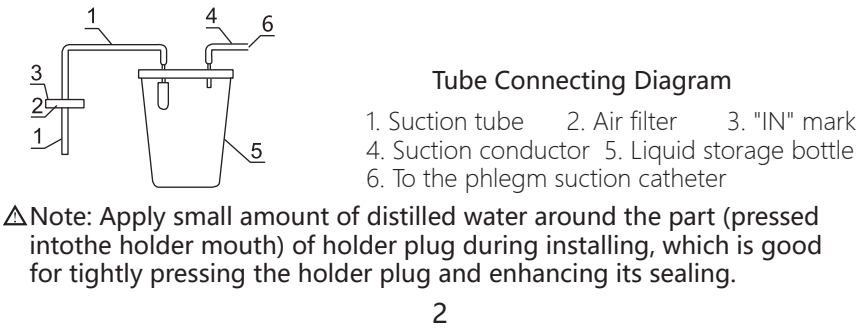 1
4
6
3
2
1
5
Tube Connecting Diagram
1. Suction tube 2. Air filter 3. "IN" mark
4. Suction conductor 5. Liquid storage bottle
6. To the phlegm suction catheter
⚠Note: Apply small amount of distilled water around the part (pressed
intothe holder mouth) of holder plug during installing, which is good
for tightly pressing the holder plug and enhancing its sealing.
2